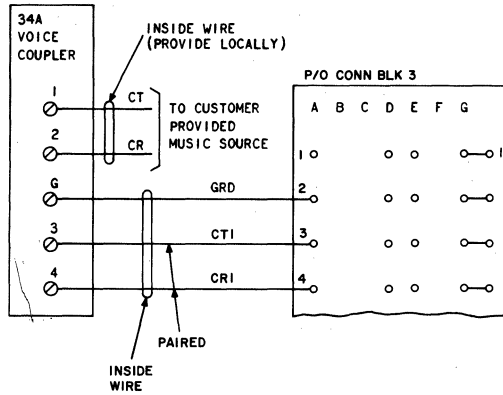 34A
VOICE
COUPLER
INSIDE WIRE
(PROVIDE LOCALLY)
P/O CONN BLK 3
A B C D E F G
1 CT
TO CUSTOMER
PROVIDED
MUSIC SOURCE
2 CR
1 1
G GRD 2
3 CT1 3
4 CR1 4
PAIRED
INSIDE
WIRE